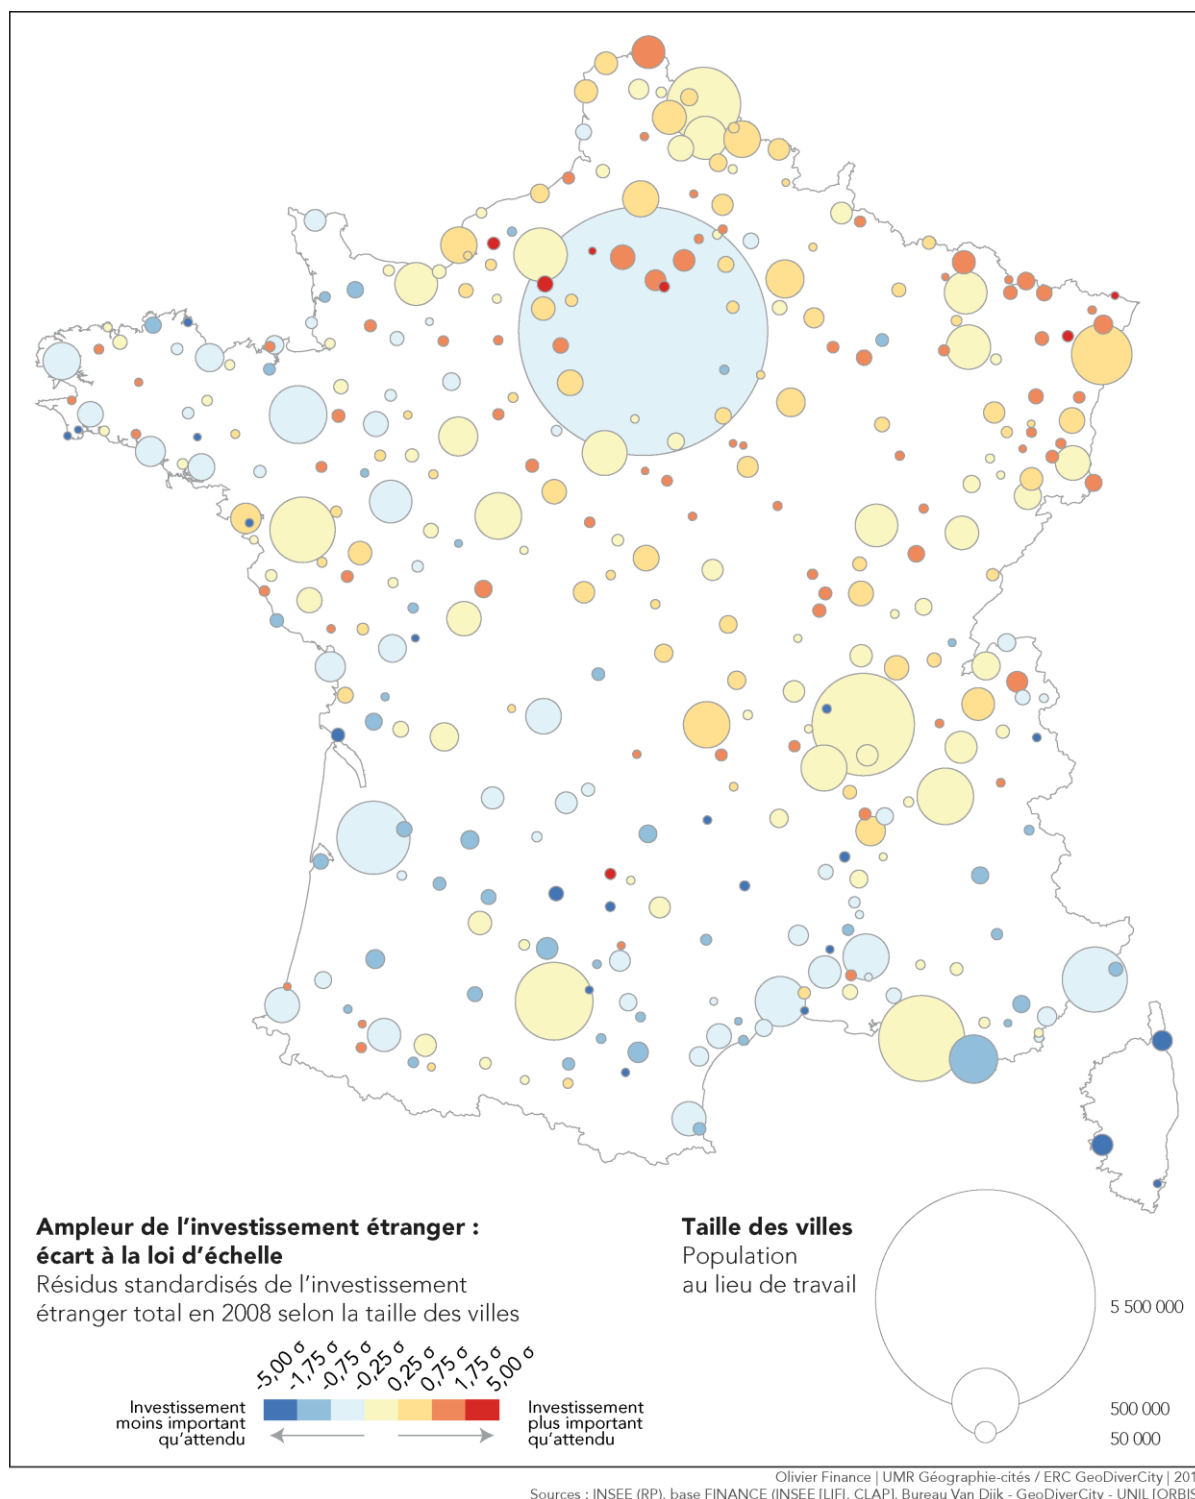 Ampleur de l'investissement étranger :
écart à la loi d'échelle
Résidus standardisés de l'investissement
étranger total en 2008 selon la taille des villes
-5,00 σ
-1,75 σ
-0,75 σ
-0,25 σ
0,25 σ
0,75 σ
1,75 σ
5,00 σ
Investissement
moins important
qu'attendu
Investissement
plus important
qu'attendu
Taille des villes
Population
au lieu de travail
5 500 000
500 000
50 000
Olivier Finance | UMR Géographie-cités / ERC GeoDiverCity | 201
Sources : INSEE (RP), base FINANCE (INSEE [LIFI, CLAP], Bureau Van Dijk - GeoDiverCity - UNIL [ORBIS